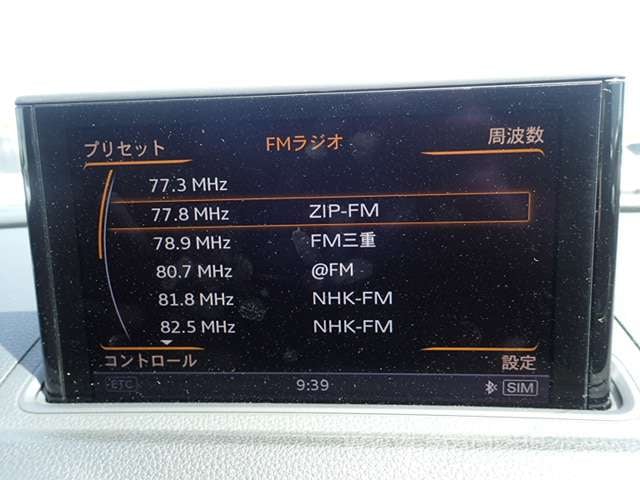 プリセット
FMラジオ
周波数
77.3 MHz
77.8 MHz ZIP-FM
78.9 MHz FM三重
80.7 MHz @FM
81.8 MHz NHK-FM
82.5 MHz NHK-FM
コントロール
設定
ETC
9:39
SIM